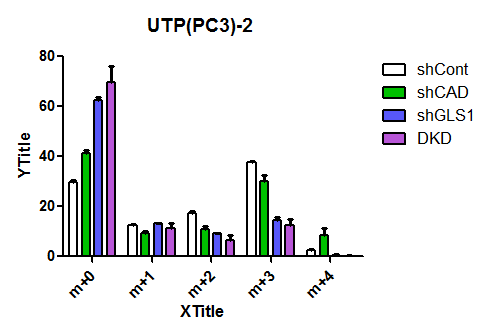 UTP(PC3)-2
80
60
40
20
0
YTitle
m+0
m+1
m+2
m+3
m+4
XTitle
shCont
shCAD
shGLS1
DKD